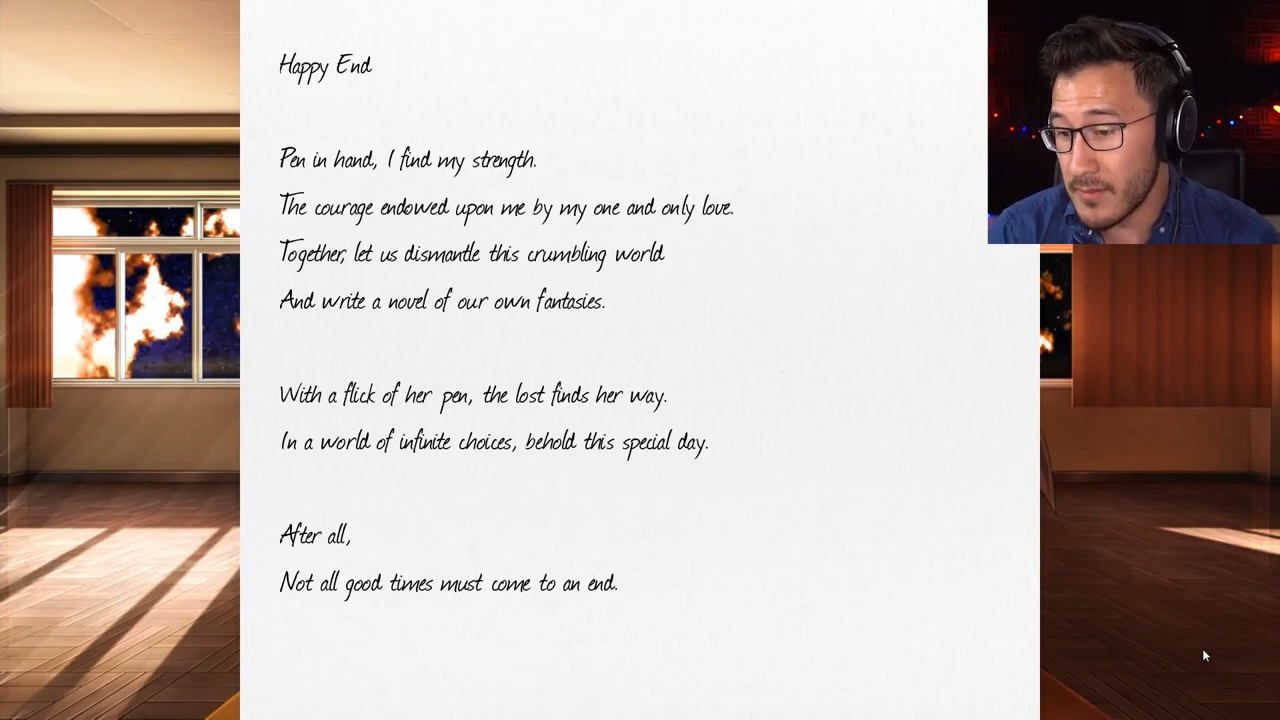 Happy End
Pen in hand, I find my strength.
The courage endowed upon me by my one and only love.
Together, let us dismantle this crumbling world
And write a novel of our own fantasies.
With a flick of her pen, the lost finds her way.
In a world of infinite choices, behold this special day.
After all,
Not all good times must come to an end.